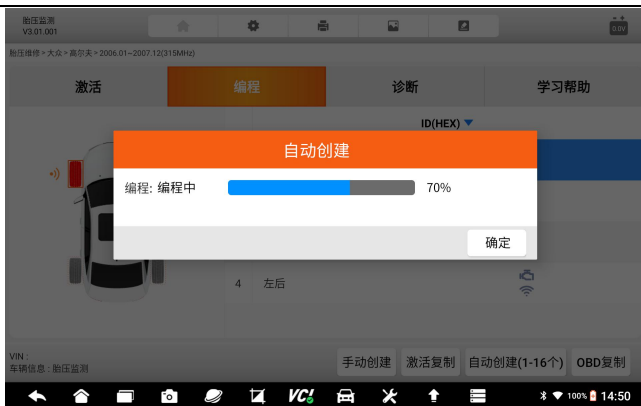 胎压监测
V3.01.001
0.0V
胎压维修 > 大众 > 高尔夫 > 2006.01--2007.12(315MHz)
激活 编程 诊断 学习帮助
ID(HEX)
自动创建
编程: 编程中 70%
确定
4 左后
VIN :
车辆信息 : 胎压监测
手动创建 激活复制 自动创建(1-16个) OBD复制
VC! 100% 14:50